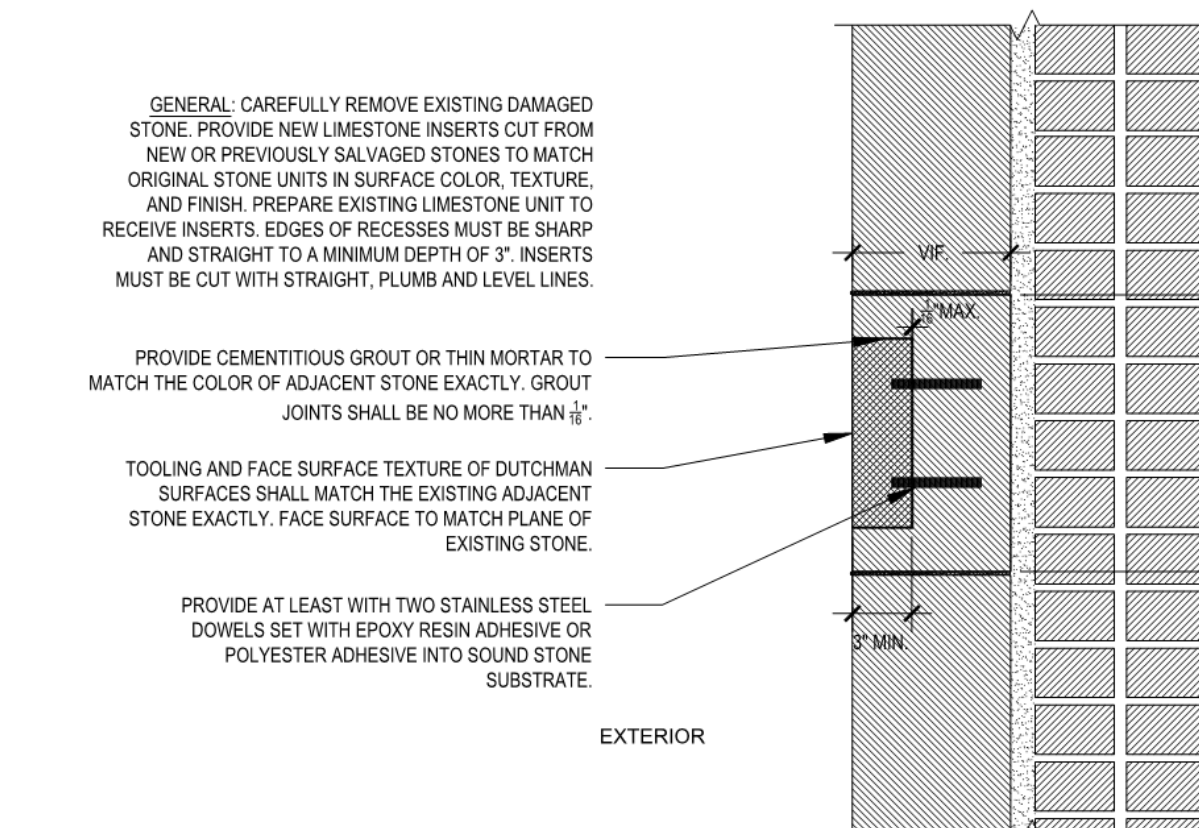 GENERAL: CAREFULLY REMOVE EXISTING DAMAGED
STONE. PROVIDE NEW LIMESTONE INSERTS CUT FROM
NEW OR PREVIOUSLY SALVAGED STONES TO MATCH
ORIGINAL STONE UNITS IN SURFACE COLOR, TEXTURE,
AND FINISH. PREPARE EXISTING LIMESTONE UNIT TO
RECEIVE INSERTS. EDGES OF RECESSES MUST BE SHARP
AND STRAIGHT TO A MINIMUM DEPTH OF 3". INSERTS
MUST BE CUT WITH STRAIGHT, PLUMB AND LEVEL LINES.
VIF.
1/16"MAX.
PROVIDE CEMENTITIOUS GROUT OR THIN MORTAR TO
MATCH THE COLOR OF ADJACENT STONE EXACTLY. GROUT
JOINTS SHALL BE NO MORE THAN 1/16".
TOOLING AND FACE SURFACE TEXTURE OF DUTCHMAN
SURFACES SHALL MATCH THE EXISTING ADJACENT
STONE EXACTLY. FACE SURFACE TO MATCH PLANE OF
EXISTING STONE.
PROVIDE AT LEAST WITH TWO STAINLESS STEEL
DOWELS SET WITH EPOXY RESIN ADHESIVE OR
POLYESTER ADHESIVE INTO SOUND STONE
SUBSTRATE.
3" MIN.
EXTERIOR